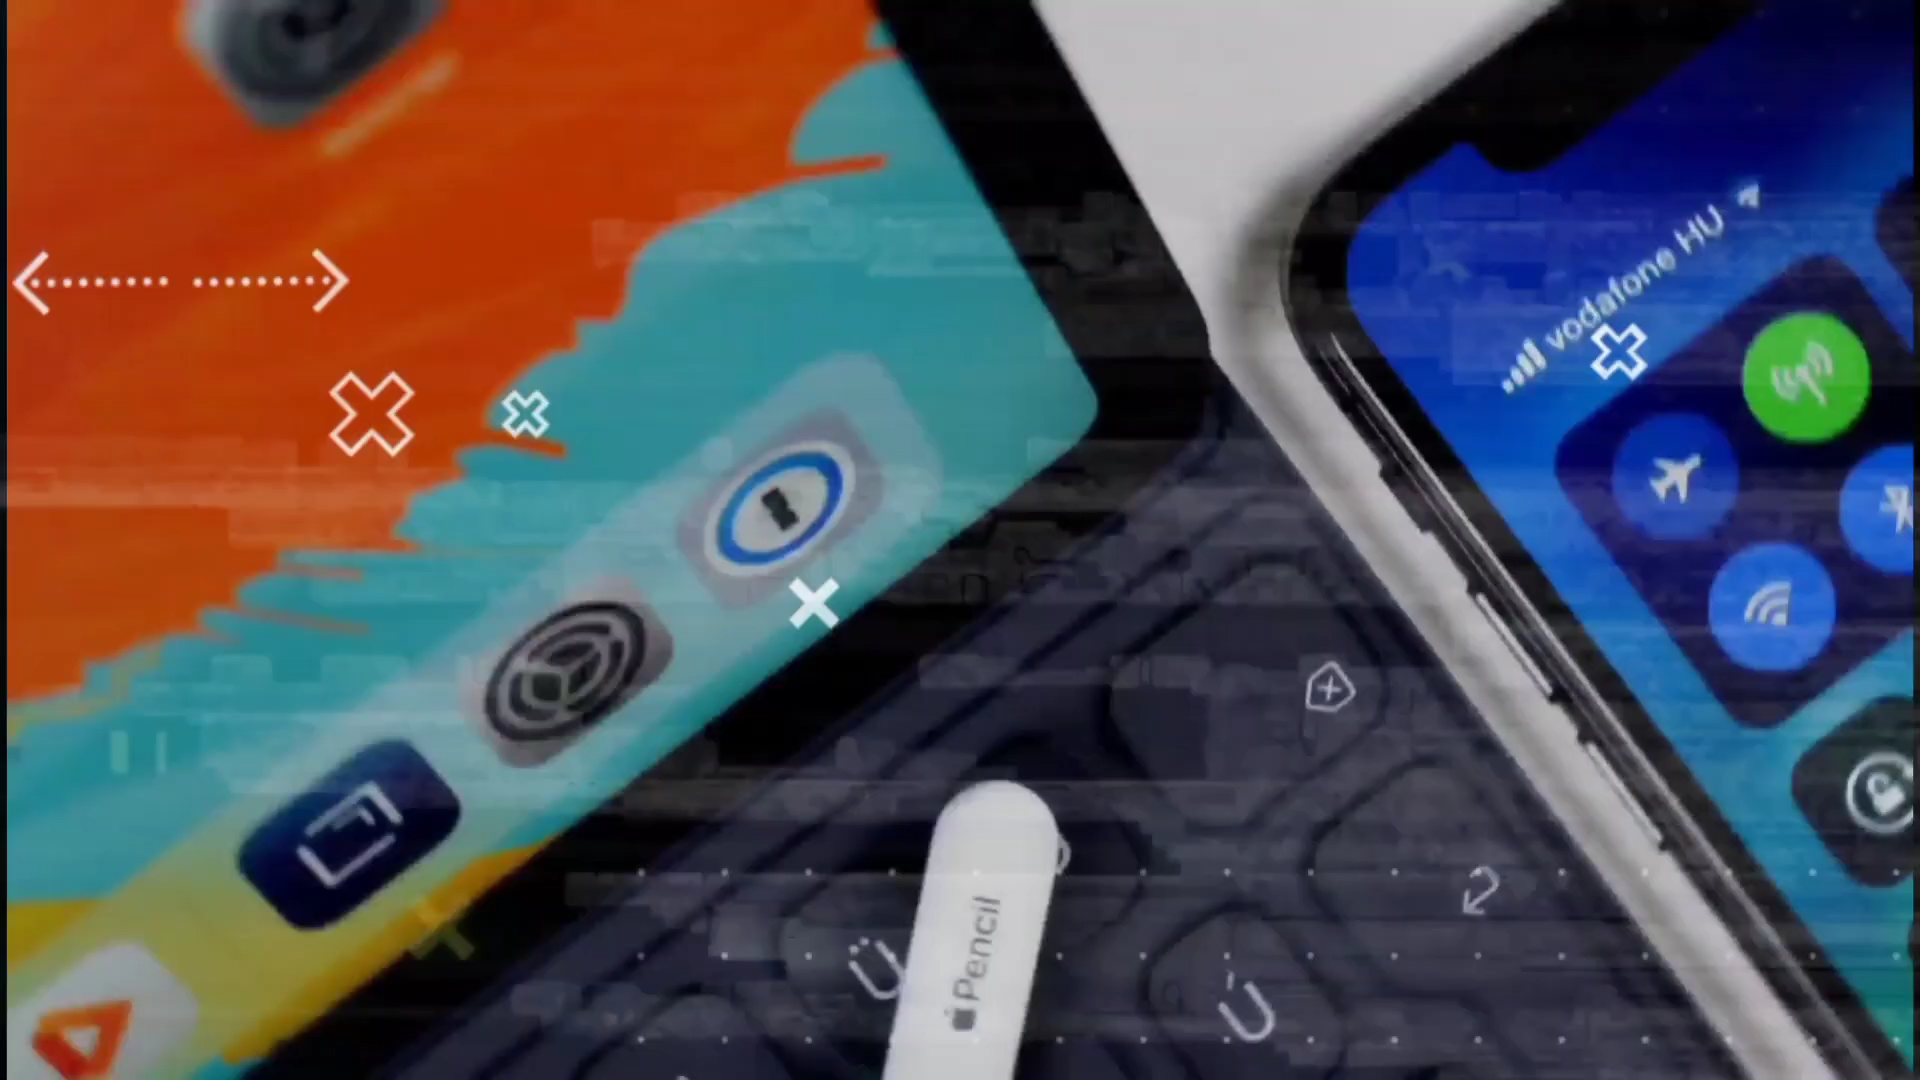 vodafone HU
Pencil
Ü
Ú